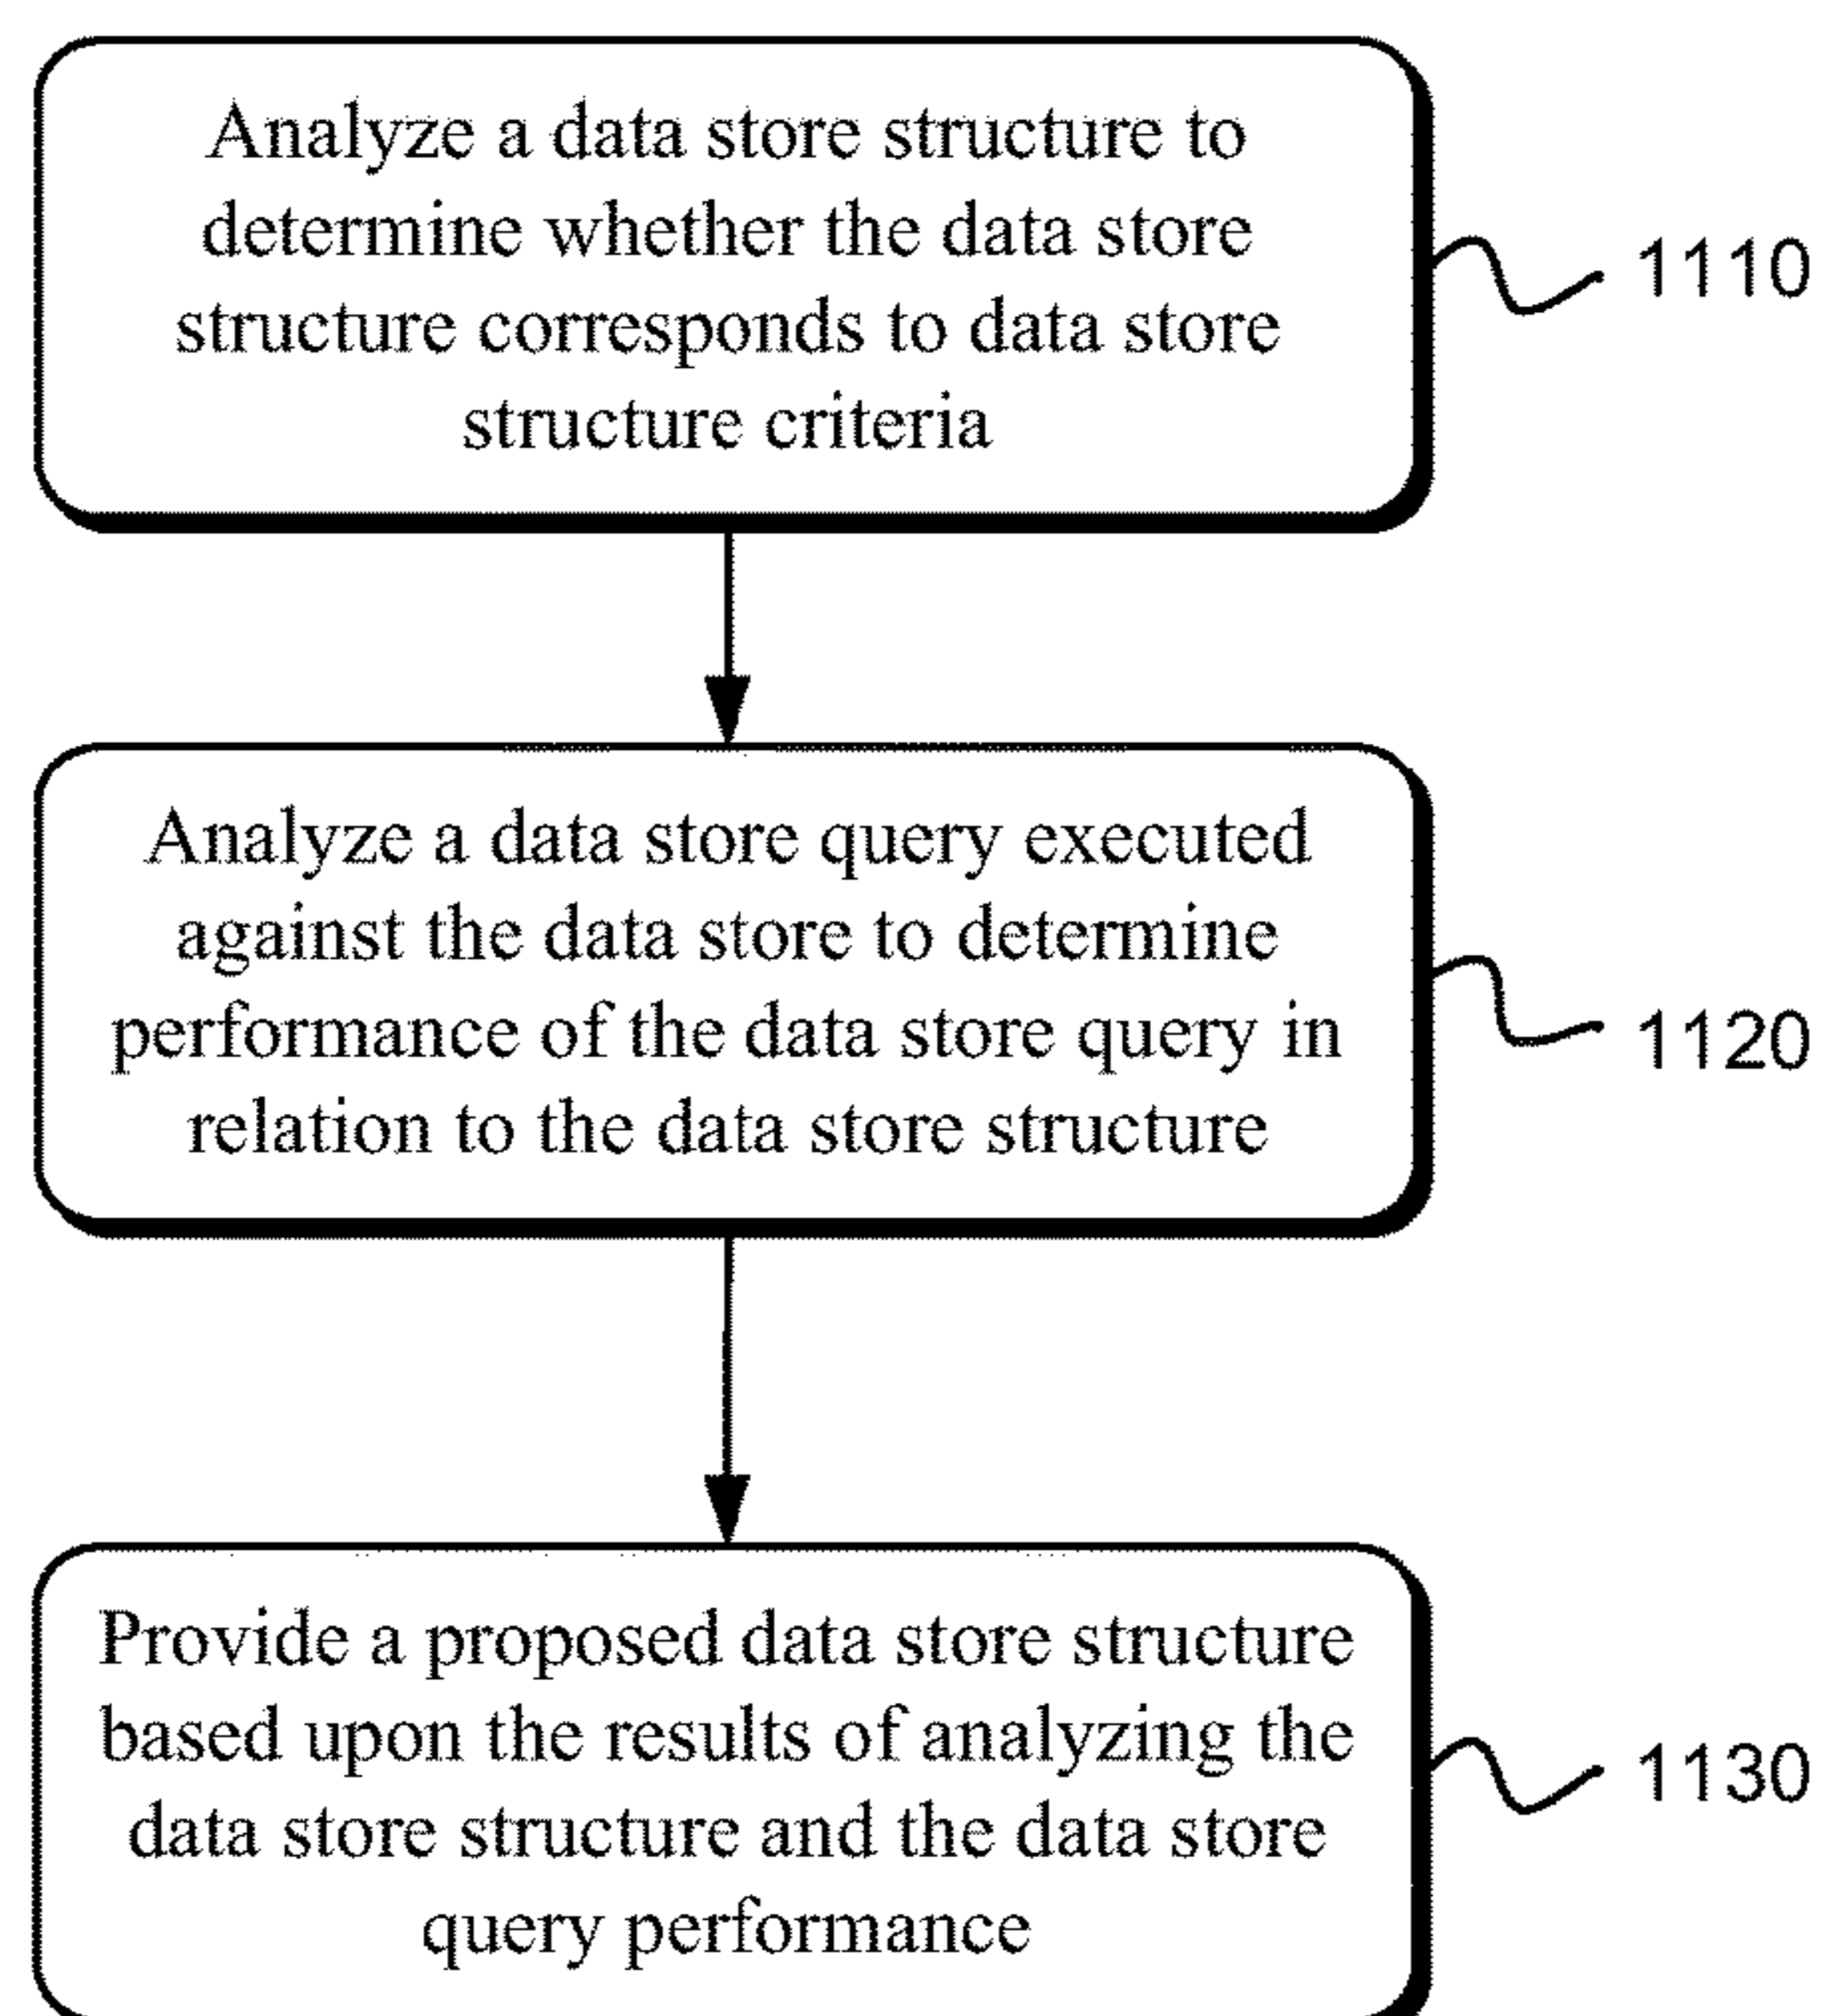 Analyze a data store structure to
determine whether the data store
structure corresponds to data store
structure criteria
1110
Analyze a data store query executed
against the data store to determine
performance of the data store query in
relation to the data store structure
1120
Provide a proposed data store structure
based upon the results of analyzing the
data store structure and the data store
query performance
1130